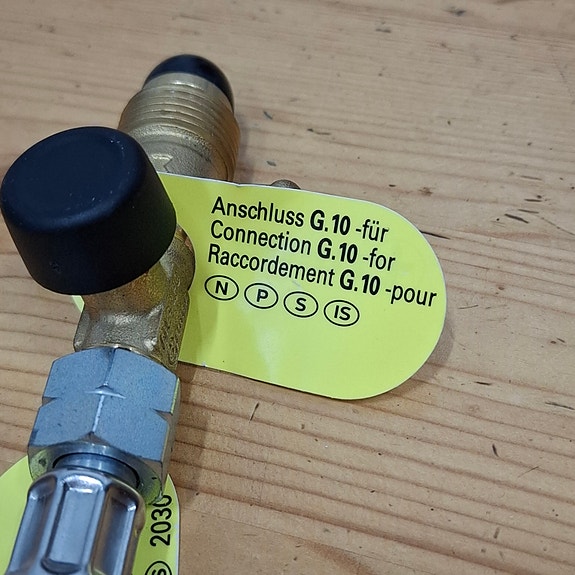 Anschluss G.10 -für
Connection G.10 -for
Raccordement G.10 -pour
N P S IS
S 2030